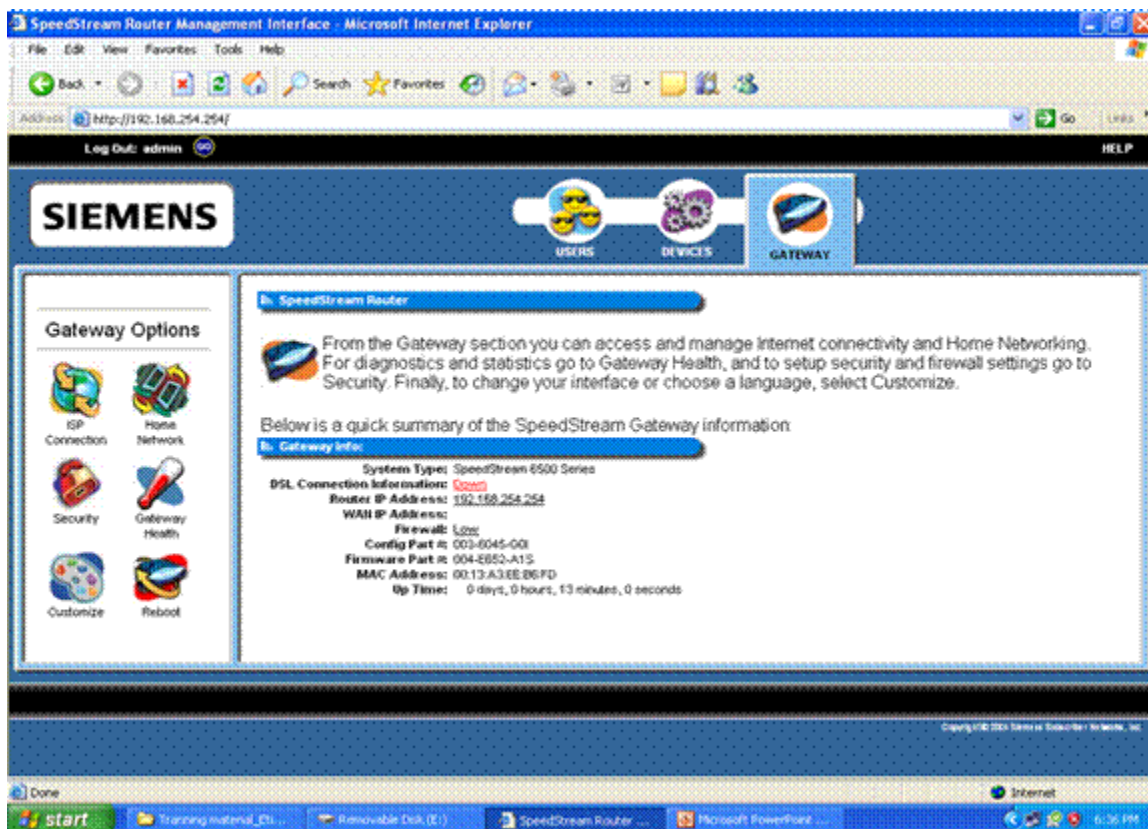 SpeedStream Router Management Interface - Microsoft Internet Explorer
File Edit View Favorites Tools Help
Back Search Favorites
Address http://192.168.254.254/ Go Links
Log Out: admin GO HELP
SIEMENS
USERS DEVICES GATEWAY
Gateway Options
ISP Connection
Home Network
Security
Gateway Health
Customize
Reboot
SpeedStream Router
From the Gateway section you can access and manage Internet connectivity and Home Networking.
For diagnostics and statistics go to Gateway Health, and to setup security and firewall settings go to
Security. Finally, to change your interface or choose a language, select Customize.
Below is a quick summary of the SpeedStream Gateway information:
Gateway Info:
System Type: SpeedStream 6500 Series
DSL Connection Information: Down
Router IP Address: 192.168.254.254
WAN IP Address:
Firewall: Low
Config Part #:
Firmware Part #: 004-E652-A1S
MAC Address: 00:13:A3:EE:B6:FD
Up Time: 0 days, 0 hours, 13 minutes, 0 seconds
Done Internet
start Removable Disk (E:) SpeedStream Router ... Microsoft PowerPoint ... 6:36 PM